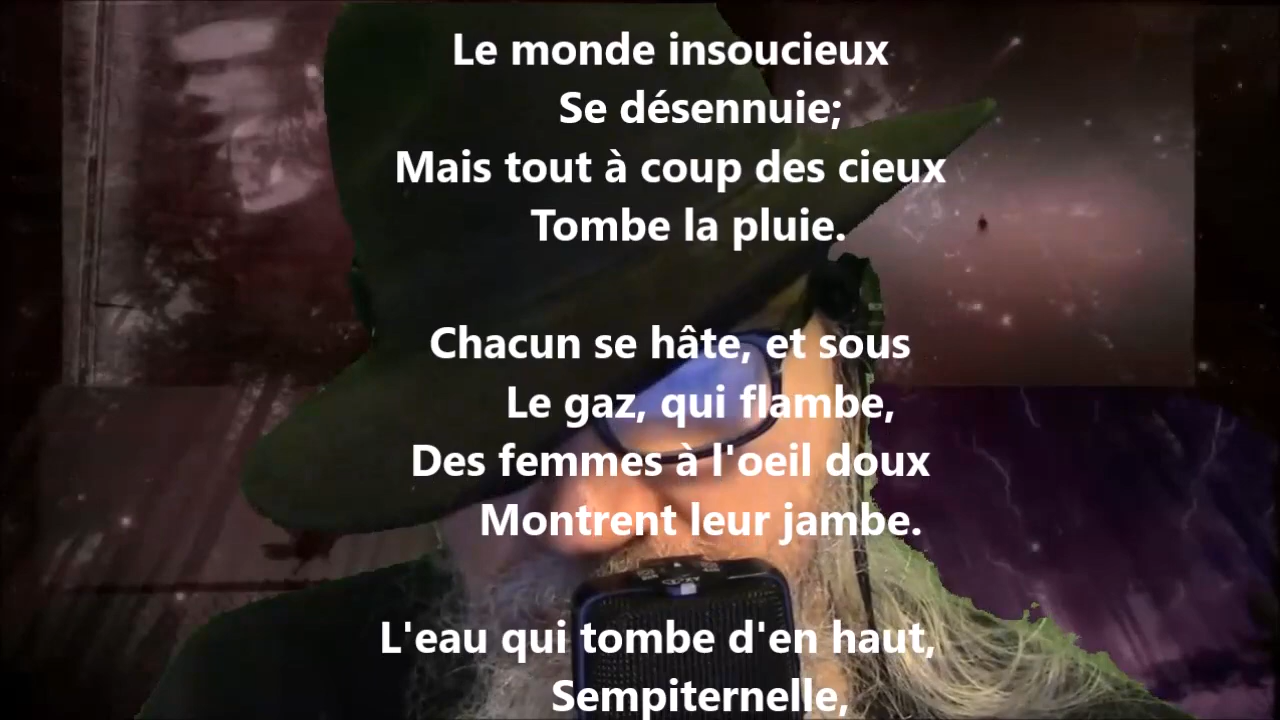 Le monde insoucieux
Se désennuie;
Mais tout à coup des cieux
Tombe la pluie.
Chacun se hâte, et sous
Le gaz, qui flambe,
Des femmes à l'oeil doux
Montrent leur jambe.
L'eau qui tombe d'en haut,
Sempiternelle,